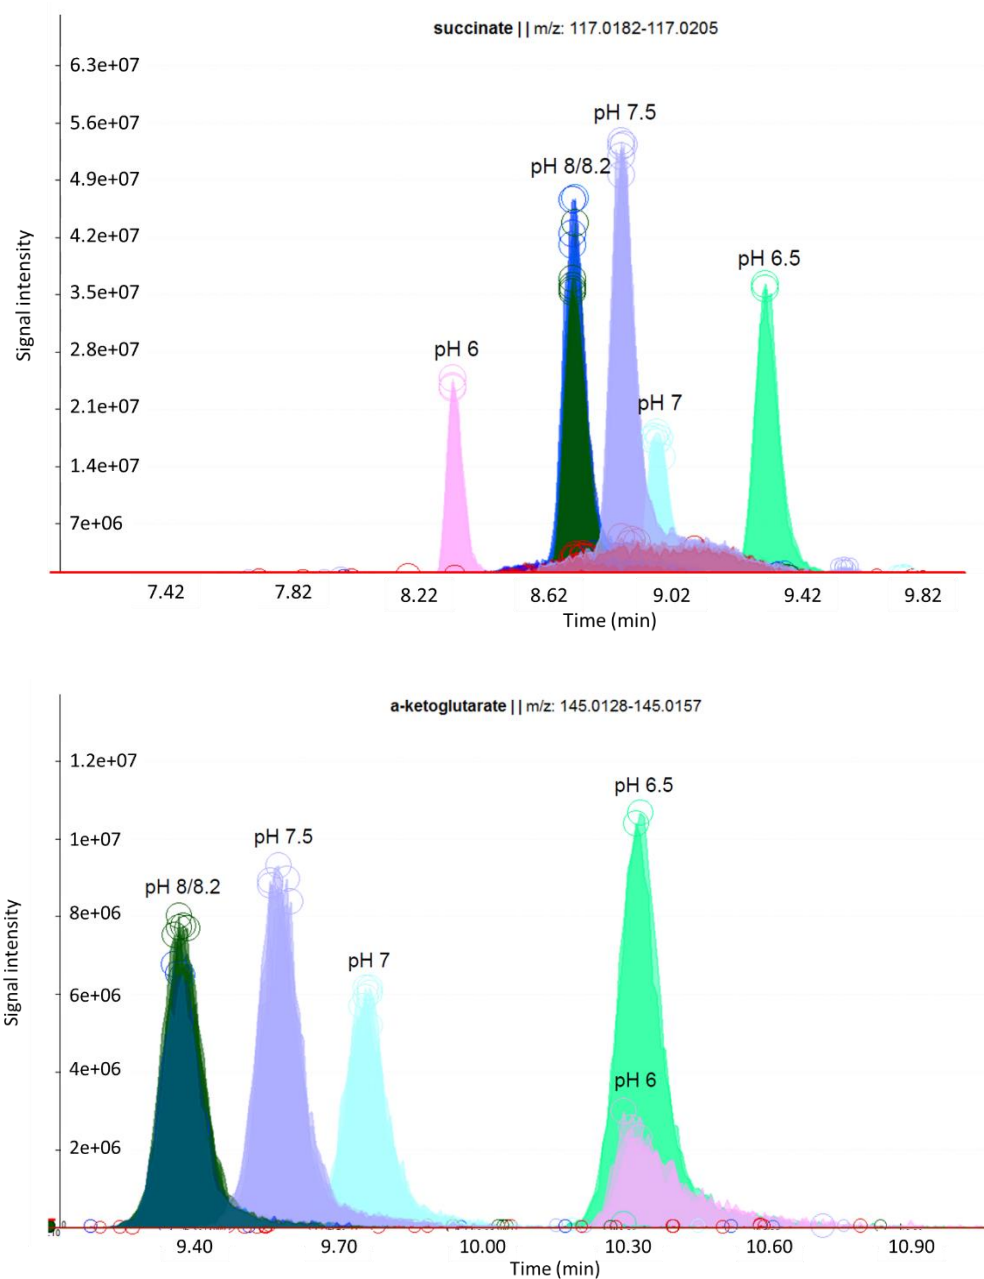 succinate || m/z: 117.0182-117.0205
6.3e+07
pH 7.5
5.6e+07
pH 8/8.2
4.9e+07
4.2e+07
pH 6.5
3.5e+07
pH 6
2.8e+07
pH 7
2.1e+07
1.4e+07
7e+06
Signal intensity
7.42 7.82 8.22 8.62 9.02 9.42 9.82
Time (min)
a-ketoglutarate || m/z: 145.0128-145.0157
1.2e+07
pH 6.5
1e+07
pH 7.5
pH 8/8.2
8e+06
pH 7
6e+06
4e+06
pH 6
2e+06
Signal intensity
9.40 9.70 10.00 10.30 10.60 10.90
Time (min)